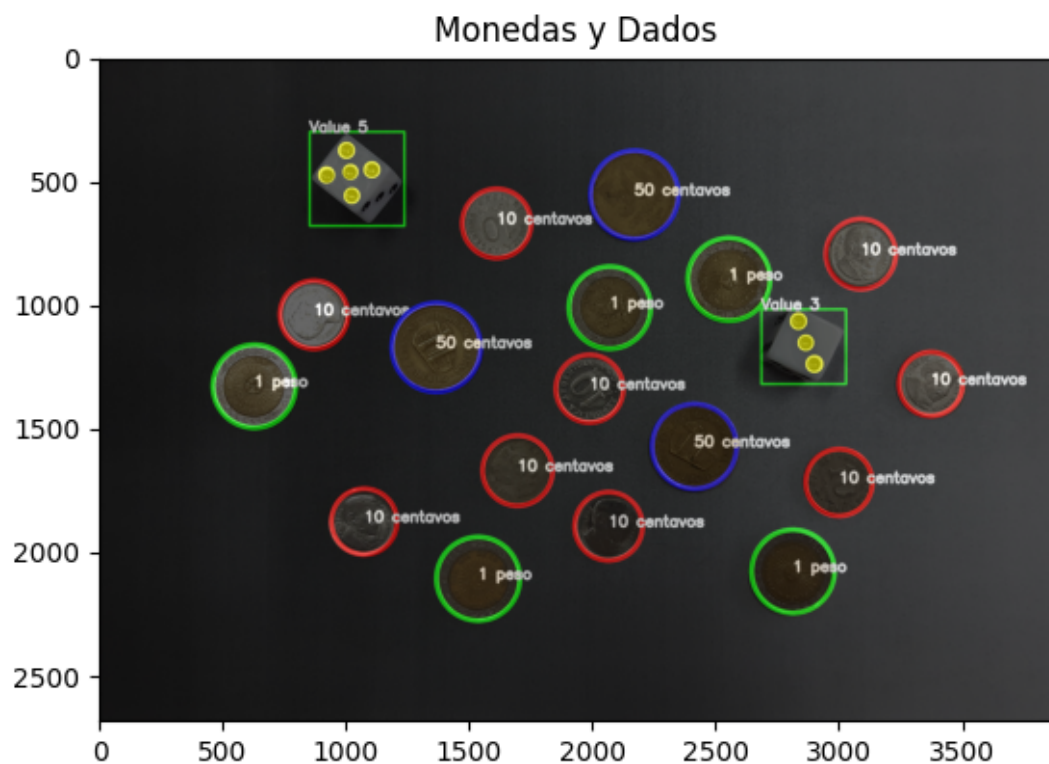 Monedas y Dados
0
Value 5
500
50 centavos
10 centavos
10 centavos
1 peso
1000
Value 3
1 peso
10 centavos
50 centavos
1 peso
10 centavos
10 centavos
1500
50 centavos
10 centavos
10 centavos
10 centavos
10 centavos
2000
1 peso
1 peso
2500
0 500 1000 1500 2000 2500 3000 3500